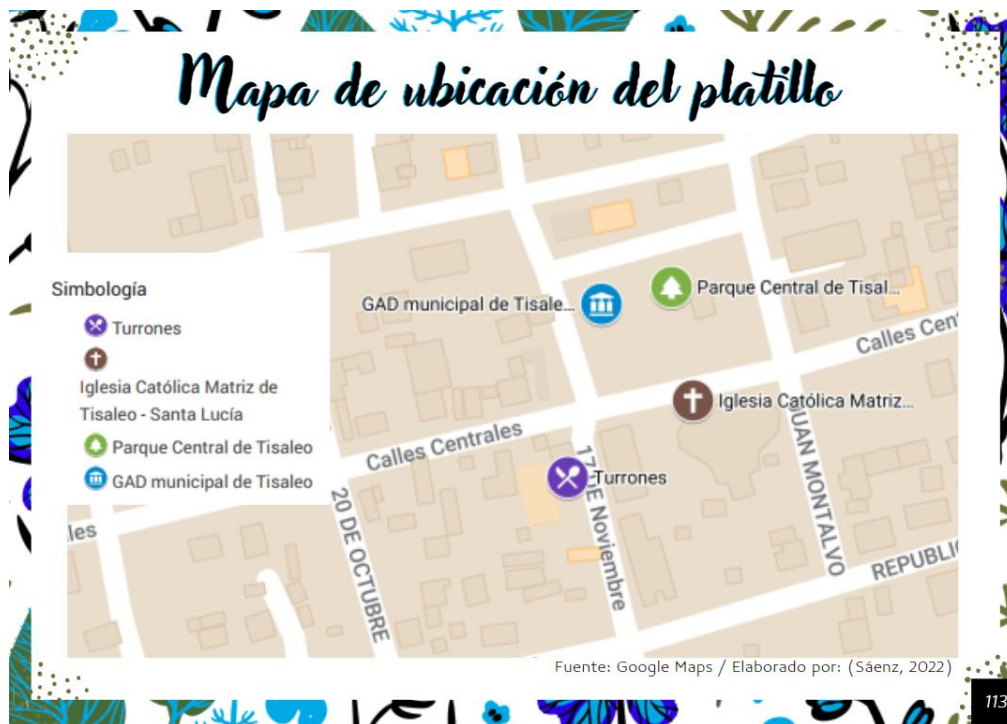 Mapa de ubicación del platillo
Simbología
Turrones
Iglesia Católica Matriz de
Tisaleo - Santa Lucía
Parque Central de Tisaleo
GAD municipal de Tisaleo
GAD municipal de Tisale...
Parque Central de Tisal...
Calles Cen
Iglesia Católica Matriz...
Calles Centrales
Turrones
les
20 DE OCTUBRE
17 DE Noviembre
JUAN MONTALVO
REPUBLI
Fuente: Google Maps / Elaborado por: (Sáenz, 2022)
113